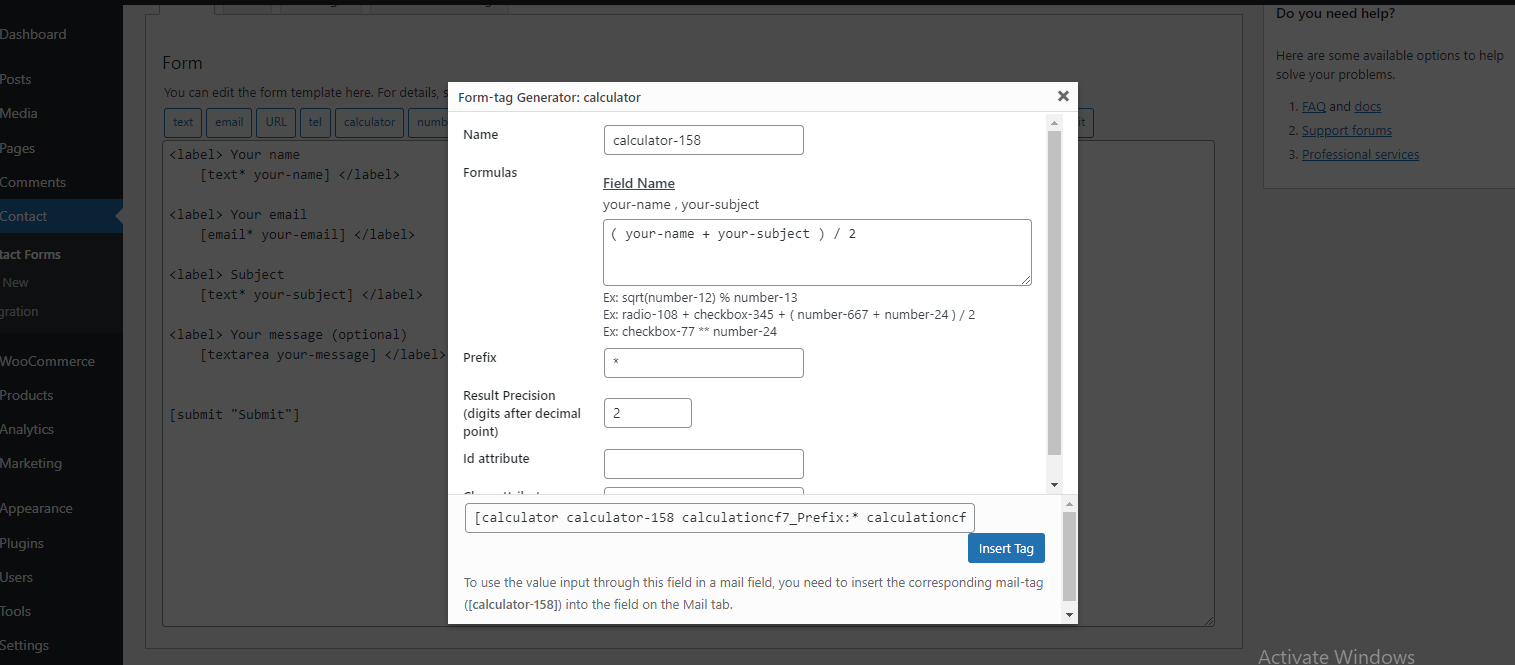 Do you need help?
Dashboard
Form
Here are some available options to help
solve your problems.
Posts
You can edit the form template here. For details, s
Form-tag Generator: calculator
1. FAQ and docs
Media
text email URL tel calculator numb
2. Support forums
Name
calculator-158
Pages
<label> Your name
3. Professional services
[text* your-name] </label>
Formulas
Comments
Field Name
your-name , your-subject
Contact
<label> Your email
[email* your-email] </label>
( your-name + your-subject ) / 2
tact Forms
<label> Subject
New
[text* your-subject] </label>
Ex: sqrt(number-12) % number-13
gration
Ex: radio-108 + checkbox-345 + ( number-667 + number-24 ) / 2
<label> Your message (optional)
Ex: checkbox-77 ** number-24
[textarea your-message] </label>
Prefix
*
WooCommerce
Products
Result Precision
(digits after decimal
point)
2
[submit "Submit"]
Analytics
Marketing
Id attribute
Appearance
[calculator calculator-158 calculationcf7_Prefix:* calculationcf
Plugins
Insert Tag
Users
To use the value input through this field in a mail field, you need to insert the corresponding mail-tag
([calculator-158]) into the field on the Mail tab.
Tools
Settings
Activate Windows